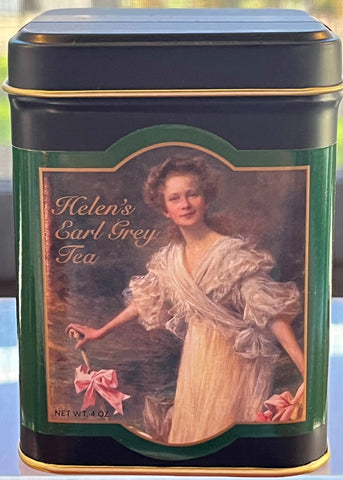 Helen's
Earl Grey
Tea
NET WT. 4 OZ